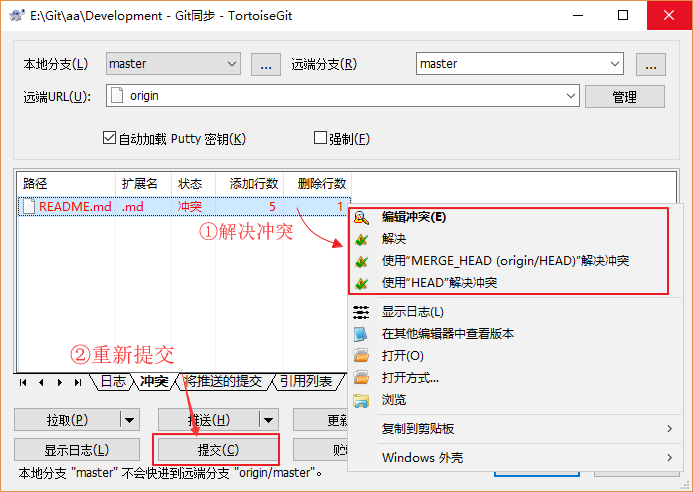 E:\Git\aa\Development - Git同步 - TortoiseGit
本地分支(L) master ... 远端分支(R) master ...
远端URL(U): origin 管理
自动加载 Putty 密钥(K) 强制(F)
路径 扩展名 状态 添加行数 删除行数
README.md .md 冲突 5 1
①解决冲突
编辑冲突(E)
解决
使用"MERGE_HEAD (origin/HEAD)"解决冲突
使用"HEAD"解决冲突
显示日志(L)
在其他编辑器中查看版本
打开(O)
打开方式...
浏览
复制到剪贴板
Windows 外壳
②重新提交
日志 冲突 将推送的提交 引用列表
拉取(P) 推送(H) 更新
显示日志(L) 提交(C)
本地分支 "master" 不会快进到远端分支 "origin/master"。